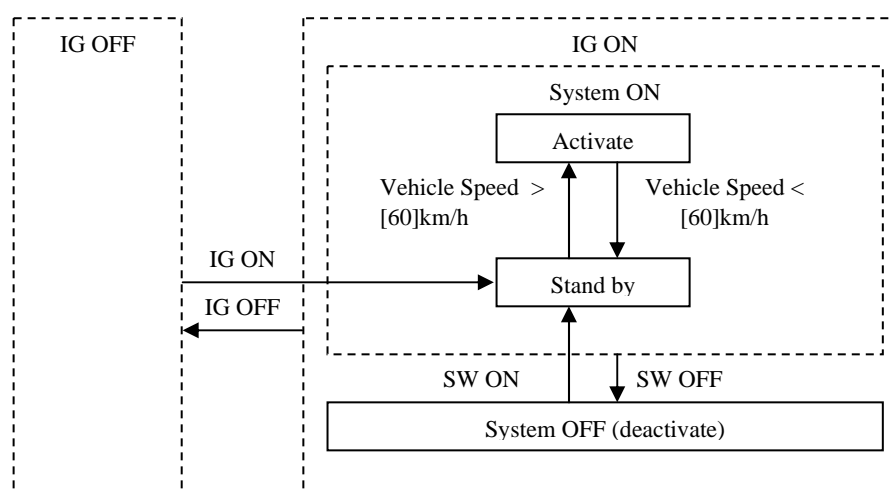 IG OFF
IG ON
System ON
Activate
Vehicle Speed >
[60]km/h
Vehicle Speed <
[60]km/h
IG ON
Stand by
IG OFF
SW ON
SW OFF
System OFF (deactivate)